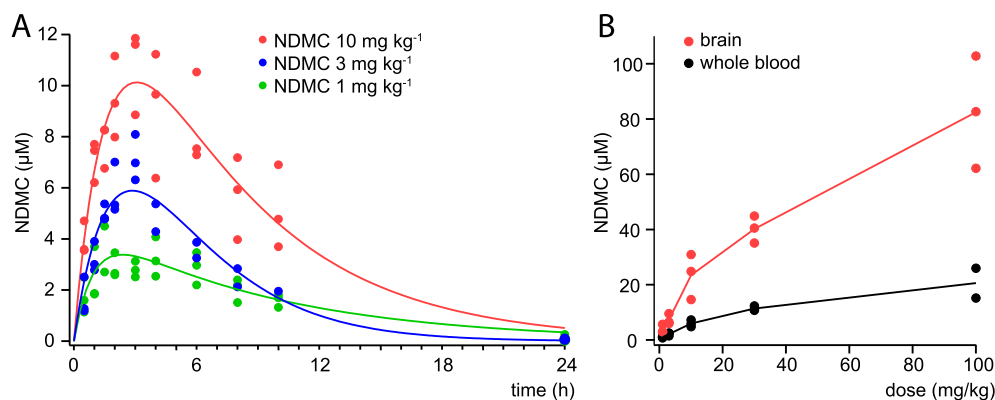 A
NDMC (µM)
12
10
8
6
4
2
0
NDMC 10 mg kg⁻¹
NDMC 3 mg kg⁻¹
NDMC 1 mg kg⁻¹
0 6 12 18 24
time (h)
B
NDMC (µM)
100
80
60
40
20
0
brain
whole blood
0 20 40 60 80 100
dose (mg/kg)